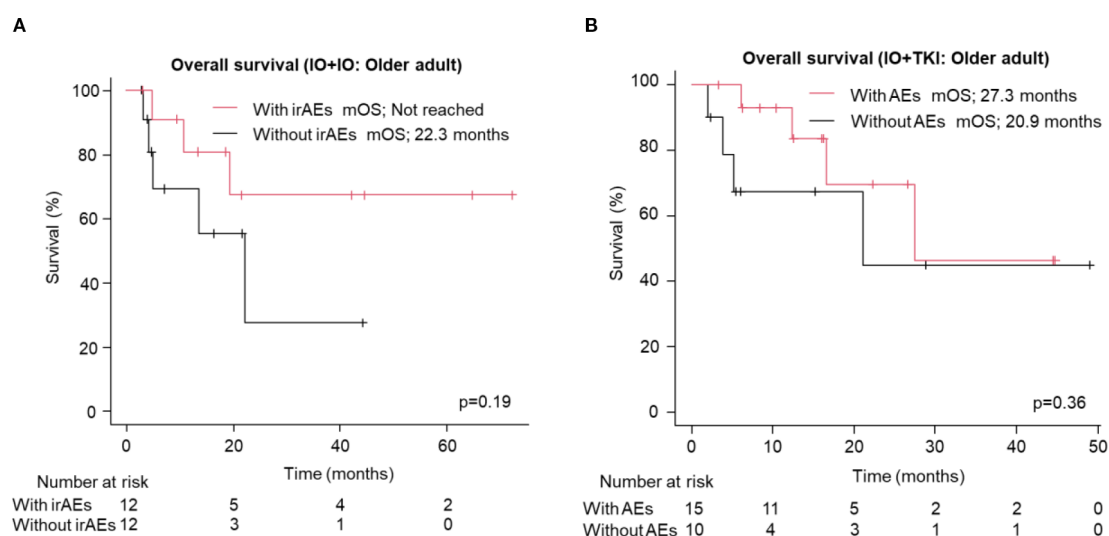 A
Overall survival (IO+IO: Older adult)
With irAEs mOS; Not reached
Without irAEs mOS; 22.3 months
100
80
60
40
20
0
Survival (%)
p=0.19
0 20 40 60
Time (months)
Number at risk
With irAEs 12 5 4 2
Without irAEs 12 3 1 0
B
Overall survival (IO+TKI: Older adult)
With AEs mOS; 27.3 months
Without AEs mOS; 20.9 months
100
80
60
40
20
0
Survival (%)
p=0.36
0 10 20 30 40 50
Time (months)
Number at risk
With AEs 15 11 5 2 2 0
Without AEs 10 4 3 1 1 0